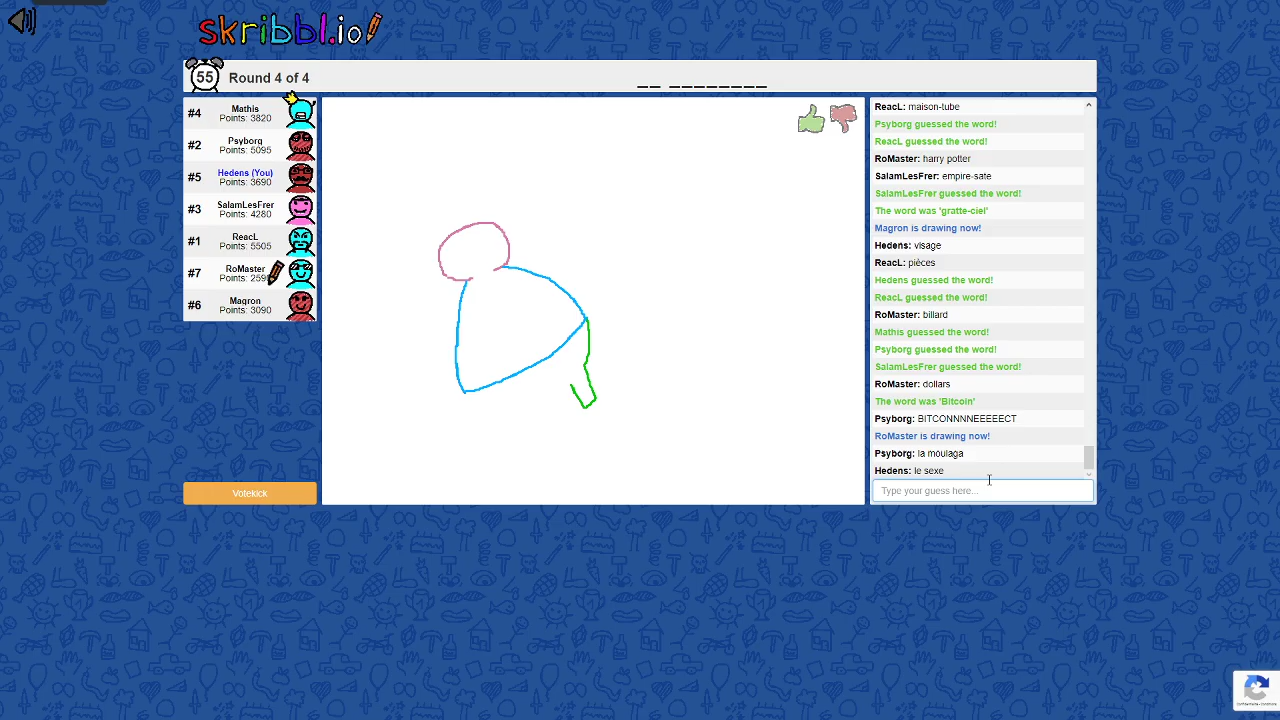 skribbl.io
55
Round 4 of 4
__ ________
#4
Mathis
Points: 3820
#2
Psyborg
Points: 5095
#5
Hedens (You)
Points: 3690
#3
SalamLesFrer
Points: 4280
#1
ReacL
Points: 5505
#7
RoMaster
#6
Magron
Points: 3090
Votekick
ReacL: maison-tube
Psyborg guessed the word!
ReacL guessed the word!
RoMaster: harry potter
SalamLesFrer: empire-sate
SalamLesFrer guessed the word!
The word was 'gratte-ciel'
Magron is drawing now!
Hedens: visage
ReacL: pièces
Hedens guessed the word!
ReacL guessed the word!
RoMaster: billard
Mathis guessed the word!
Psyborg guessed the word!
SalamLesFrer guessed the word!
RoMaster: dollars
The word was 'Bitcoin'
Psyborg: BITCONNNNEEEEECT
RoMaster is drawing now!
Psyborg: la moulaga
Hedens: le sexe
Type your guess here...